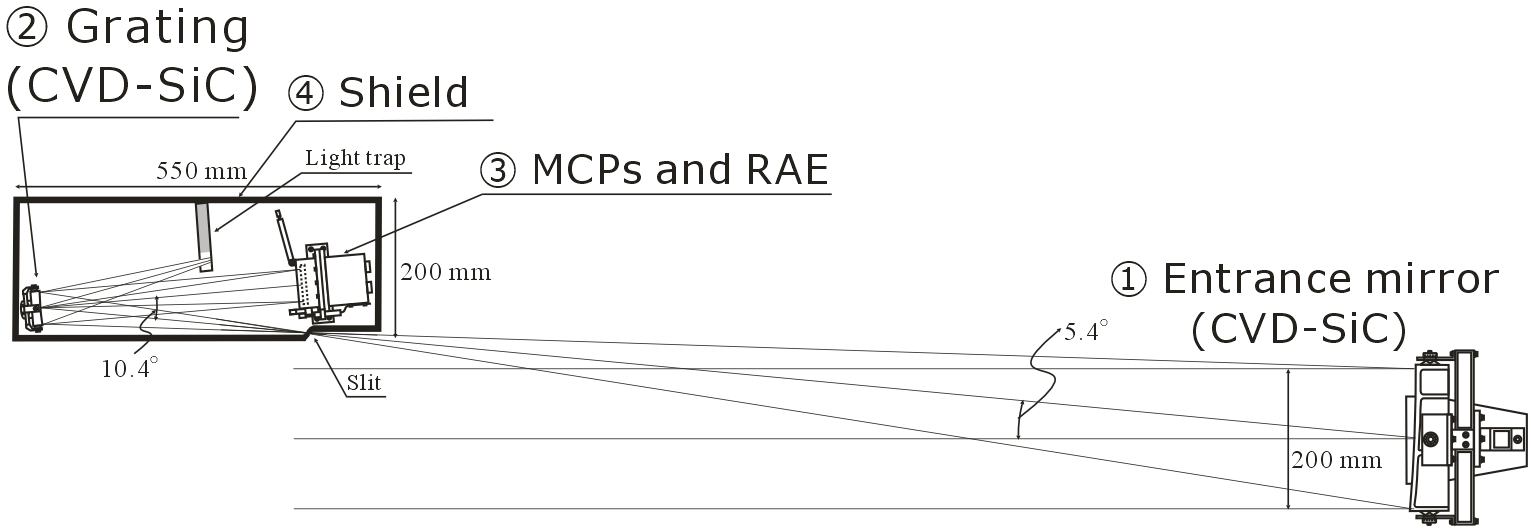 ② Grating
(CVD-SiC)
④ Shield
Light trap
550 mm
③ MCPs and RAE
200 mm
① Entrance mirror
(CVD-SiC)
5.4°
10.4°
Slit
200 mm